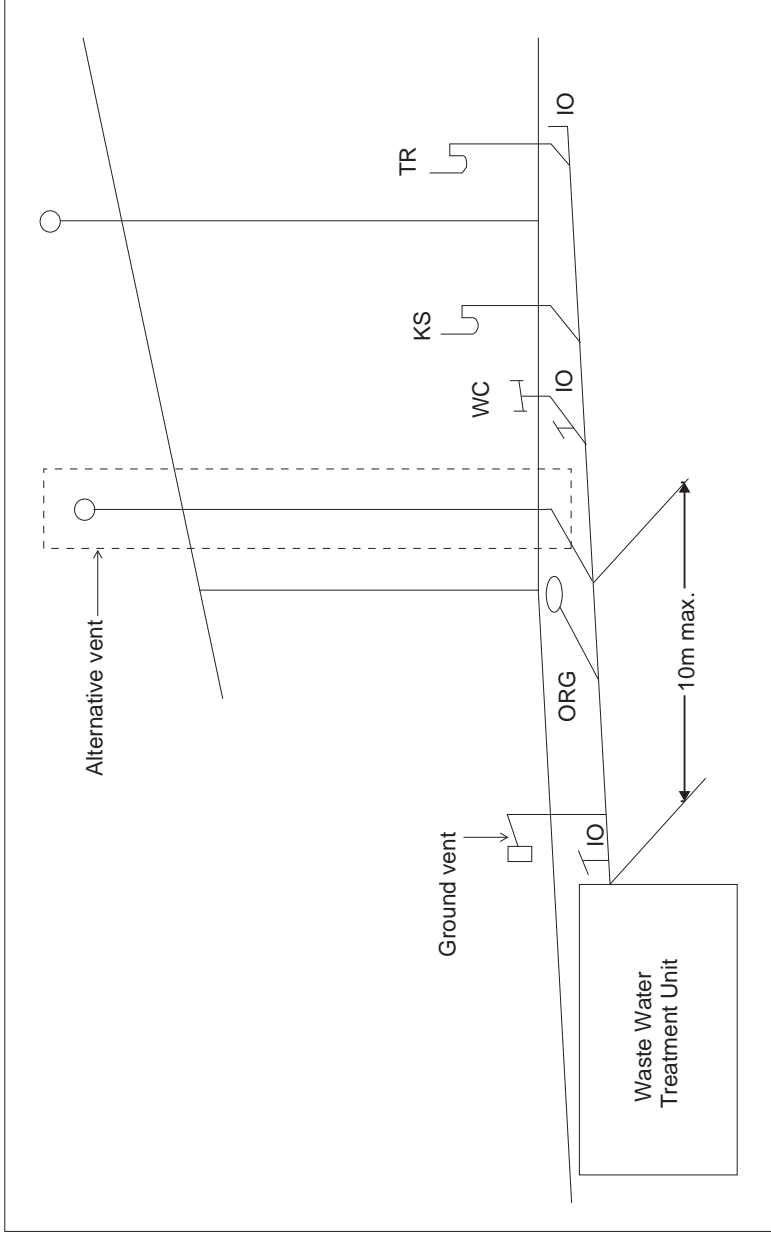 Alternative vent
TR
KS
WC
IO
IO
ORG
Ground vent
IO
10m max.
Waste Water
Treatment Unit